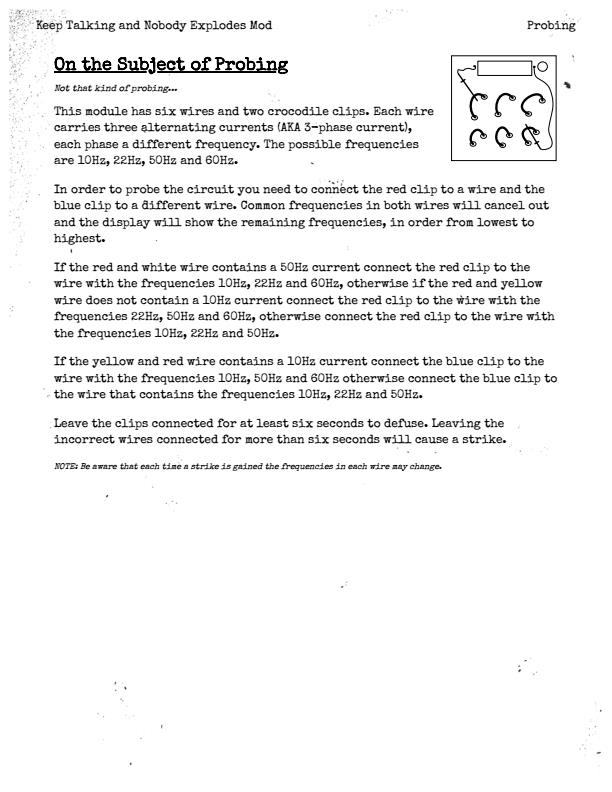 Keep Talking and Nobody Explodes Mod
Probing
On the Subject of Probing
Not that kind of probing...
This module has six wires and two crocodile clips. Each wire
carries three alternating currents (AKA 3-phase current),
each phase a different frequency. The possible frequencies
are 10Hz, 22Hz, 50Hz and 60Hz.
In order to probe the circuit you need to connect the red clip to a wire and the
blue clip to a different wire. Common frequencies in both wires will cancel out
and the display will show the remaining frequencies, in order from lowest to
highest.
If the red and white wire contains a 50Hz current connect the red clip to the
wire with the frequencies 10Hz, 22Hz and 60Hz, otherwise if the red and yellow
wire does not contain a 10Hz current connect the red clip to the wire with the
frequencies 22Hz, 50Hz and 60Hz, otherwise connect the red clip to the wire with
the frequencies 10Hz, 22Hz and 50Hz.
If the yellow and red wire contains a 10Hz current connect the blue clip to the
wire with the frequencies 10Hz, 50Hz and 60Hz otherwise connect the blue clip to
the wire that contains the frequencies 10Hz, 22Hz and 50Hz.
Leave the clips connected for at least six seconds to defuse. Leaving the
incorrect wires connected for more than six seconds will cause a strike.
NOTE: Be aware that each time a strike is gained the frequencies in each wire may change.